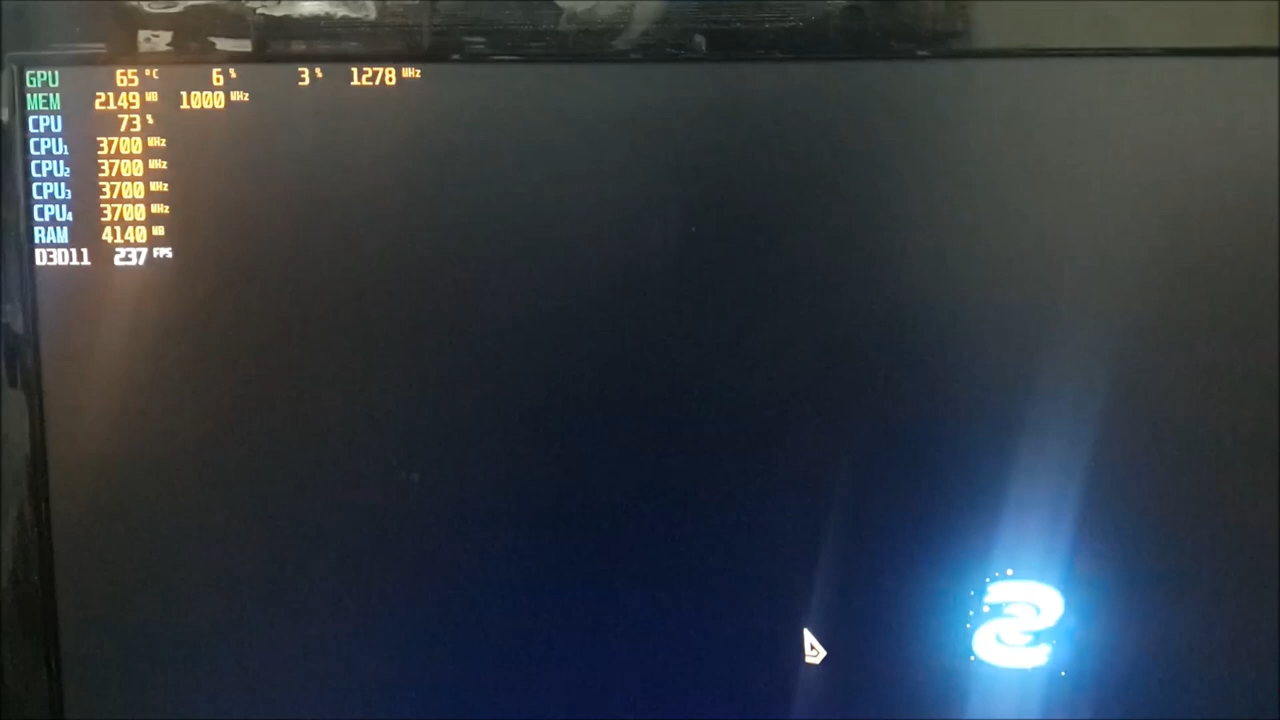 GPU 65 °C 6 % 3 % 1278 MHz
MEM 2149 MB 1000 MHz
CPU 73 %
CPU1 3700 MHz
CPU2 3700 MHz
CPU3 3700 MHz
CPU4 3700 MHz
RAM 4140 MB
D3D11 237 FPS